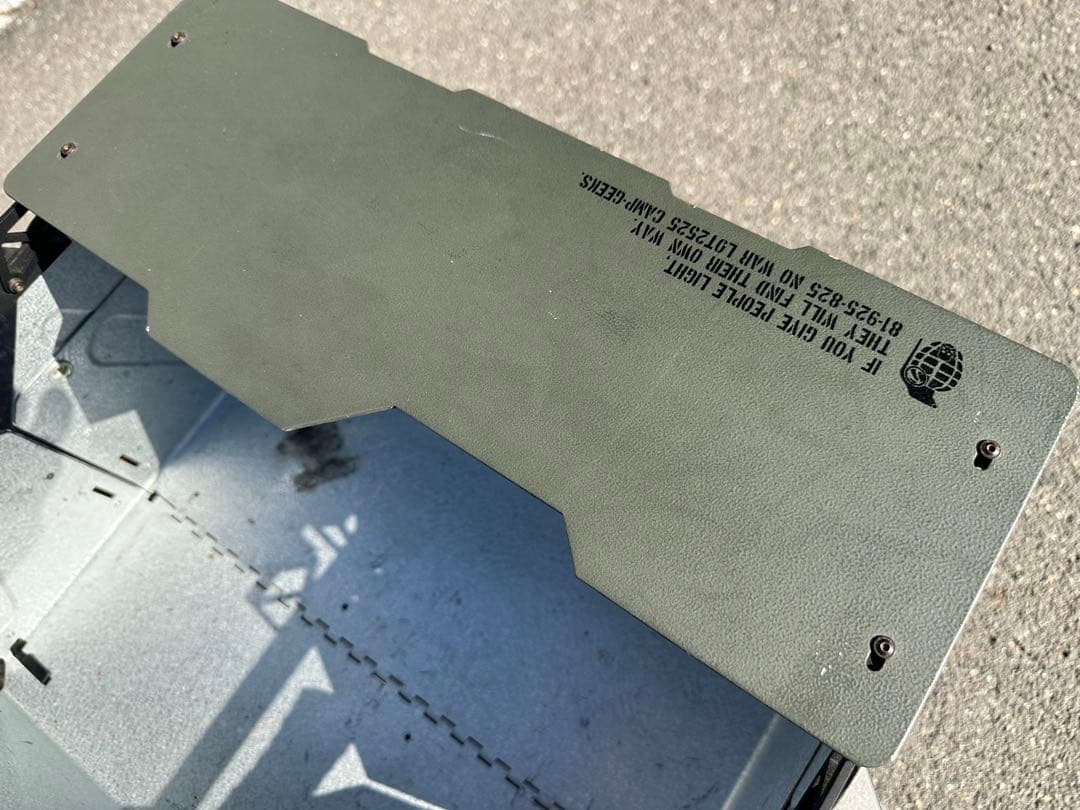 IF YOU GIVE PEOPLE LIGHT,
THEY WILL FIND THEIR OWN WAY.
81-925-825 NO WAR LOT2525 CAMP-GEEKS.